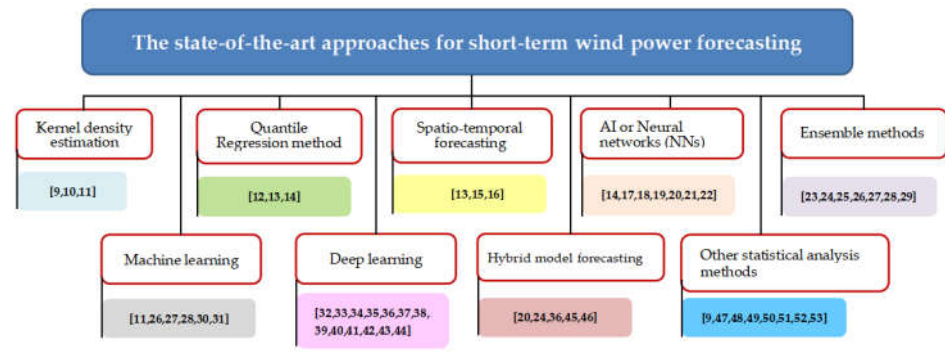 The state-of-the-art approaches for short-term wind power forecasting
Kernel density
estimation
[9,10,11]
Quantile
Regression method
[12,13,14]
Spatio-temporal
forecasting
[13,15,16]
AI or Neural
networks (NNs)
[14,17,18,19,20,21,22]
Ensemble methods
[23,24,25,26,27,28,29]
Machine learning
[11,26,27,28,30,31]
Deep learning
[32,33,34,35,36,37,38,
39,40,41,42,43,44]
Hybrid model forecasting
[20,24,36,45,46]
Other statistical analysis
methods
[9,47,48,49,50,51,52,53]